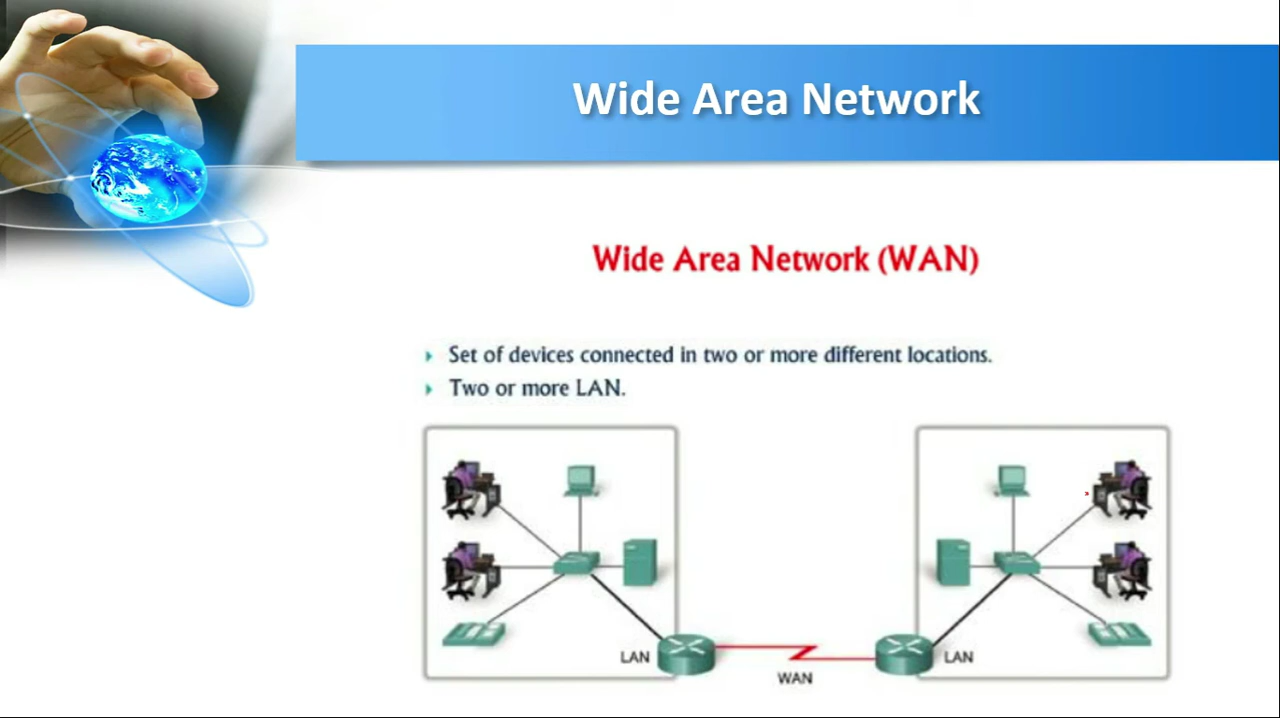 Wide Area Network
Wide Area Network (WAN)
Set of devices connected in two or more different locations.
Two or more LAN.
LAN
LAN
WAN